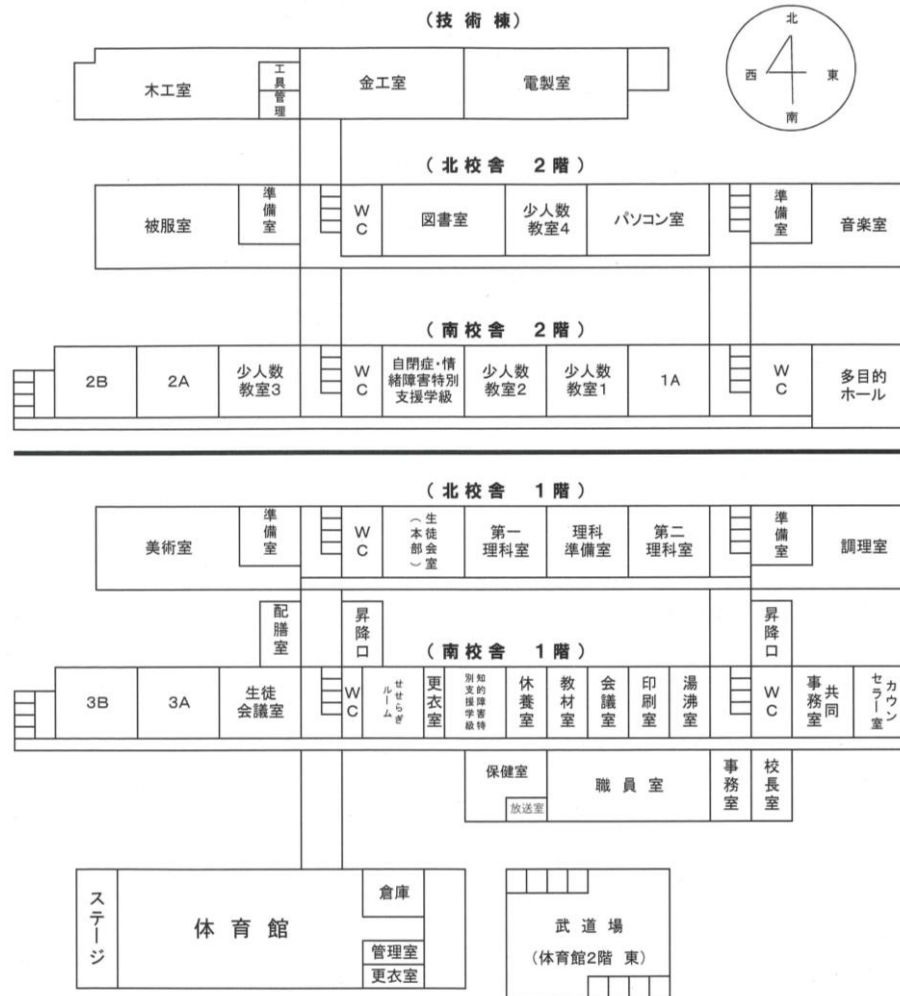 （技 術 棟）
北
西
東
南
木工室
工具管理
金工室
電製室
（ 北 校 舎　2 階 ）
被服室
準備室
WC
図書室
少人数
教室4
パソコン室
準備室
音楽室
（ 南 校 舎　2 階 ）
2B
2A
少人数
教室3
WC
自閉症・情
緒障害特別
支援学級
少人数
教室2
少人数
教室1
1A
WC
多目的
ホール
（ 北 校 舎　1 階 ）
美術室
準備室
WC
生徒会室
（本部）
第一
理科室
理科
準備室
第二
理科室
準備室
調理室
配膳室
昇降口
昇降口
（ 南 校 舎　1 階 ）
3B
3A
生徒
会議室
WC
せせらぎ
ルーム
更衣室
知的障害特
別支援学級
休養室
教材室
会議室
印刷室
湯沸室
WC
共同
事務室
カウン
セラー室
保健室
放送室
職 員 室
事務室
校長室
ステージ
体 育 館
倉庫
管理室
更衣室
武 道 場
（体育館2階 東）